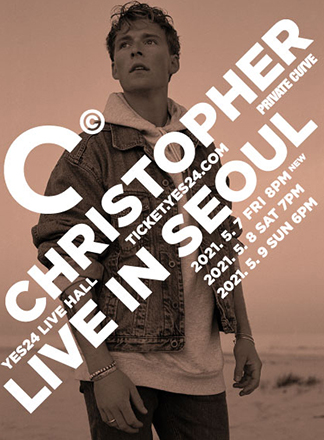 C©
CHRISTOPHER
PRIVATE CURVE
TICKET.YES24.COM
YES24 LIVE HALL
LIVE IN SEOUL
2021. 5. 7 FRI 8PM NEW
2021. 5. 8 SAT 7PM
2021. 5. 9 SUN 6PM